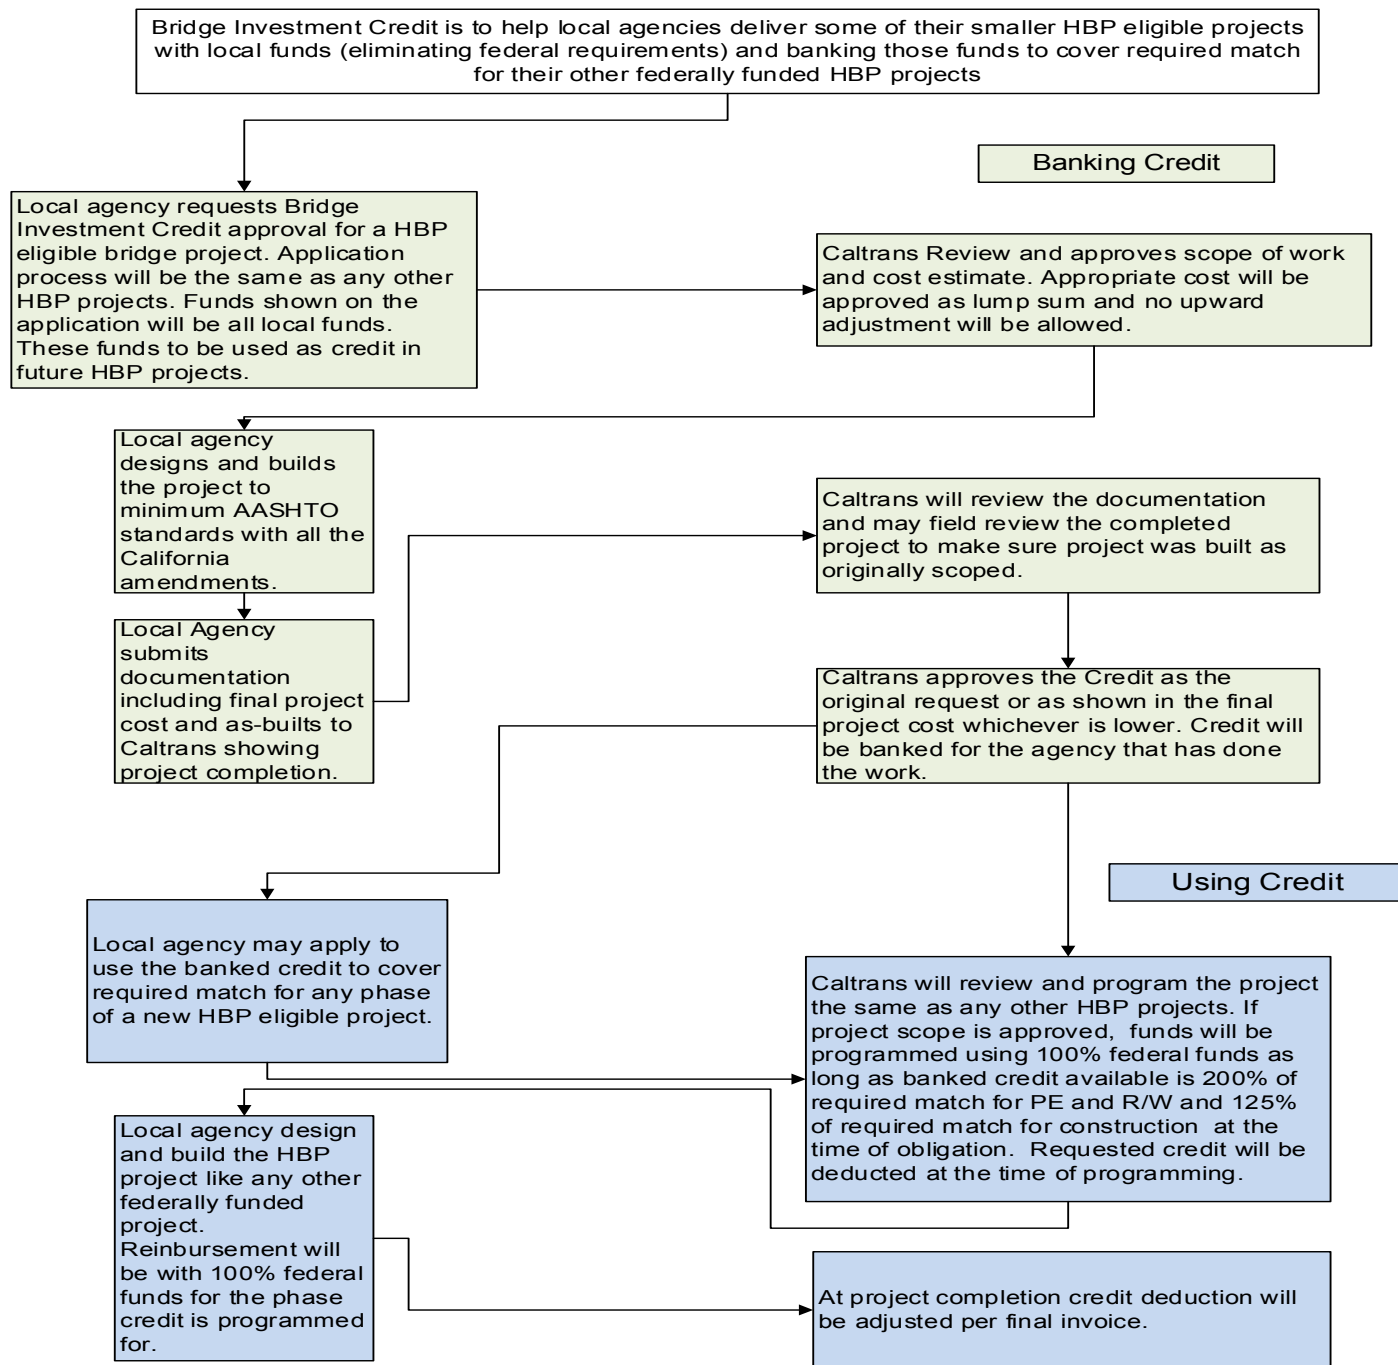 Bridge Investment Credit is to help local agencies deliver some of their smaller HBP eligible projects
with local funds (eliminating federal requirements) and banking those funds to cover required match
for their other federally funded HBP projects
Banking Credit
Local agency requests Bridge
Investment Credit approval for a HBP
eligible bridge project. Application
process will be the same as any other
HBP projects. Funds shown on the
application will be all local funds.
These funds to be used as credit in
future HBP projects.
Caltrans Review and approves scope of work
and cost estimate. Appropriate cost will be
approved as lump sum and no upward
adjustment will be allowed.
Local agency
designs and builds
the project to
minimum AASHTO
standards with all the
California
amendments.
Local Agency
submits
documentation
including final project
cost and as-builts to
Caltrans showing
project completion.
Caltrans will review the documentation
and may field review the completed
project to make sure project was built as
originally scoped.
Caltrans approves the Credit as the
original request or as shown in the final
project cost whichever is lower. Credit will
be banked for the agency that has done
the work.
Using Credit
Local agency may apply to
use the banked credit to cover
required match for any phase
of a new HBP eligible project.
Caltrans will review and program the project
the same as any other HBP projects. If
project scope is approved, funds will be
programmed using 100% federal funds as
long as banked credit available is 200% of
required match for PE and R/W and 125%
of required match for construction at the
time of obligation. Requested credit will be
deducted at the time of programming.
Local agency design
and build the HBP
project like any other
federally funded
project.
Reimbursement will
be with 100% federal
funds for the phase
credit is programmed
for.
At project completion credit deduction will
be adjusted per final invoice.